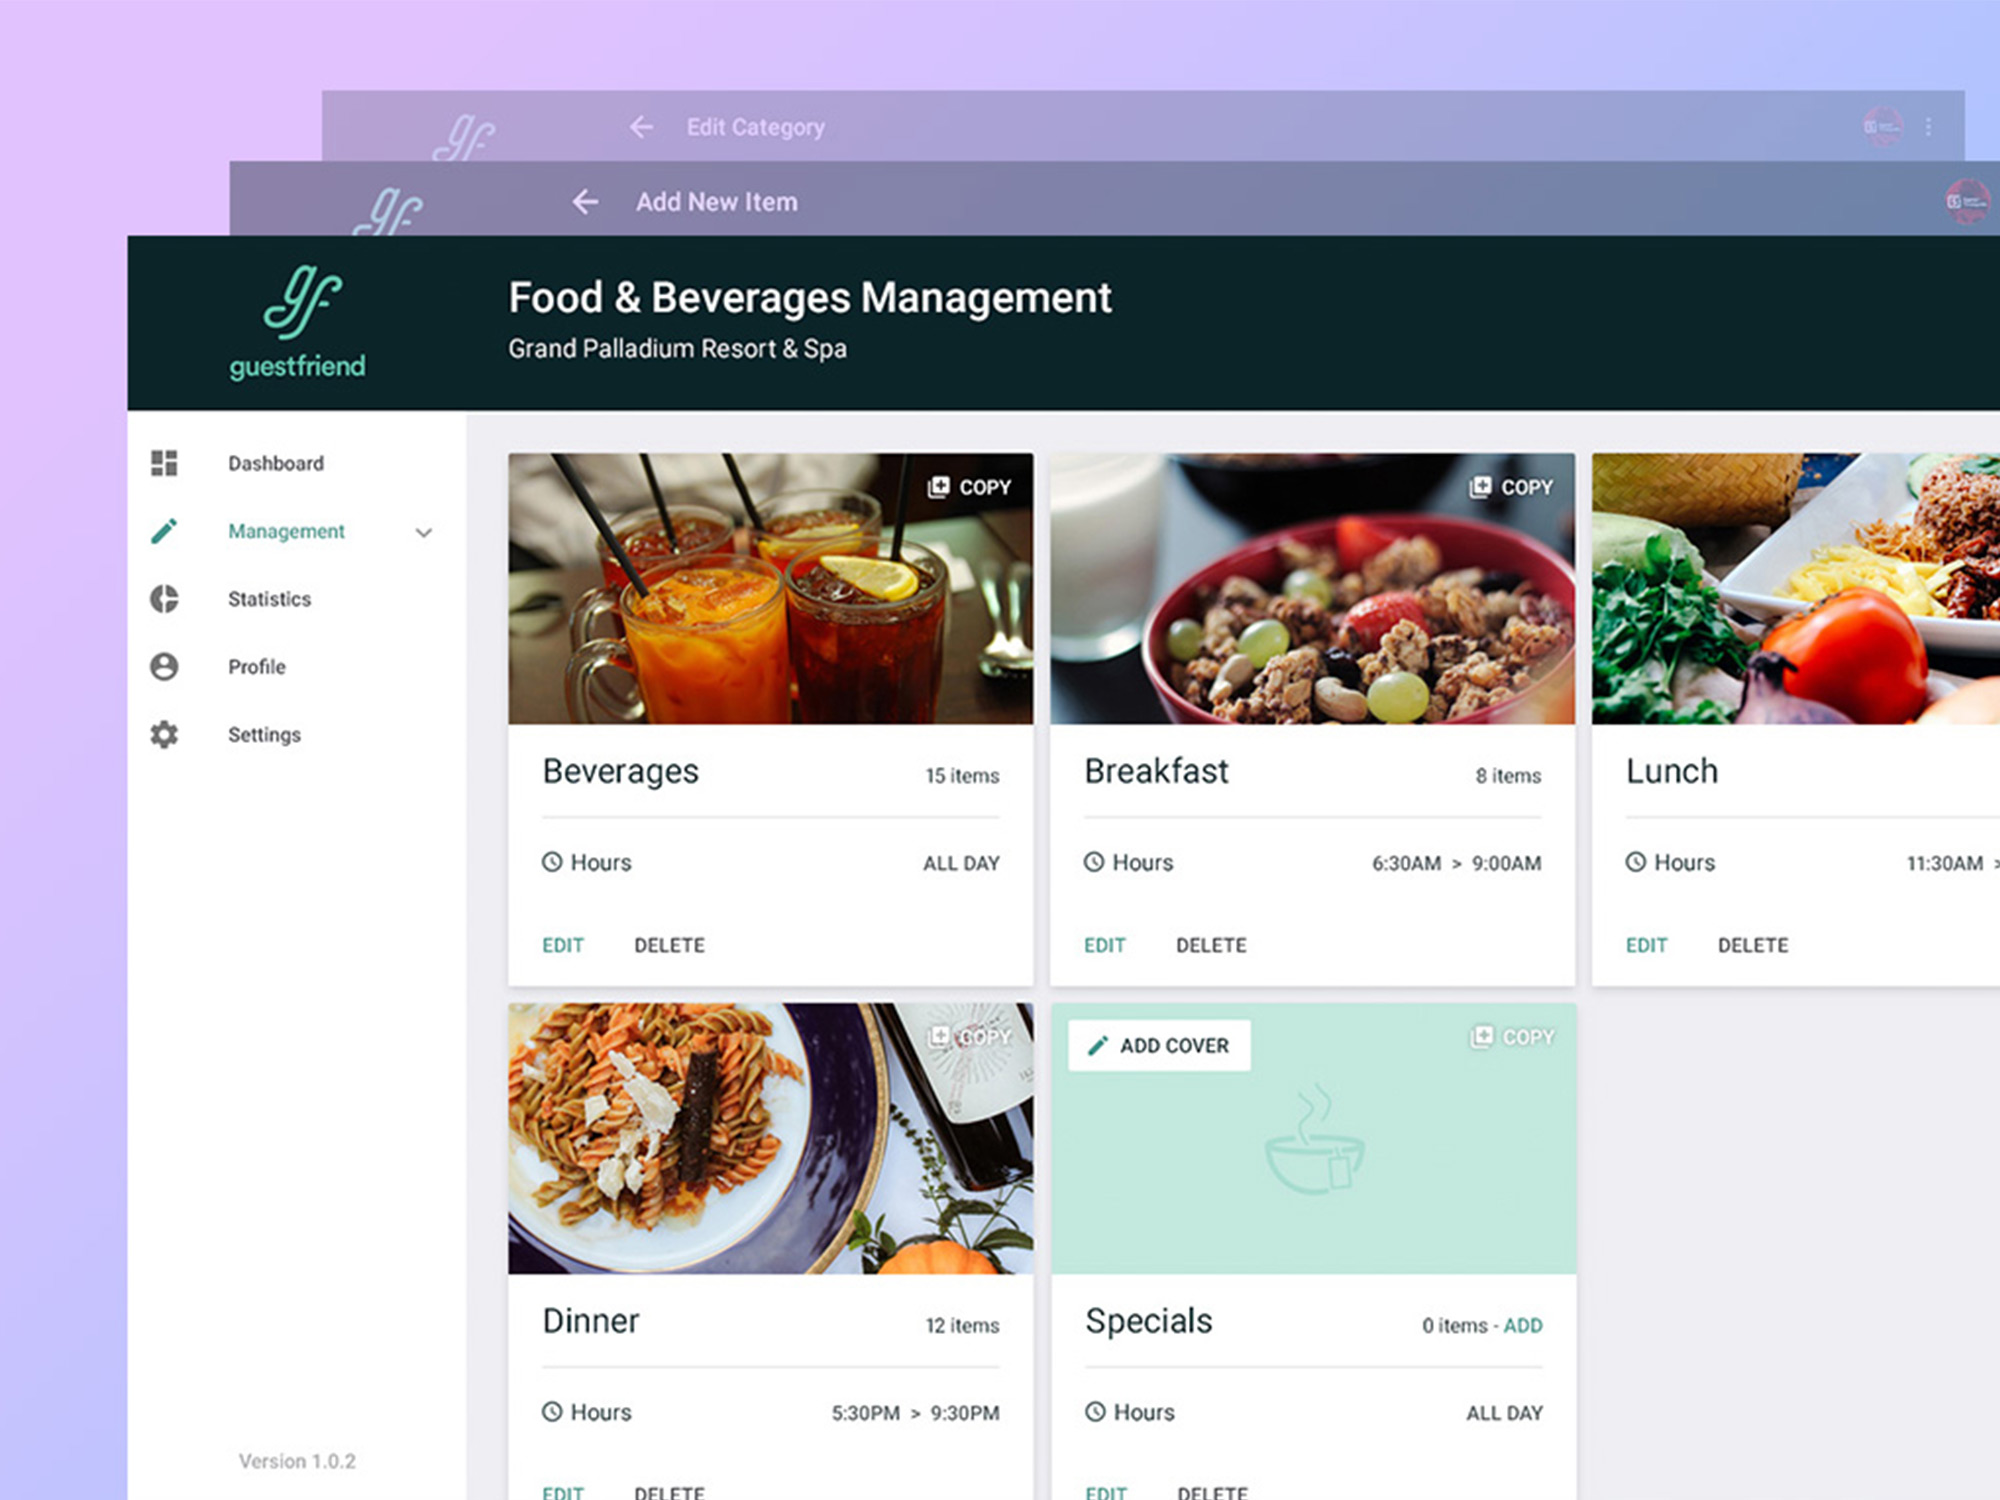 gf
Edit Category
gf
Add New Item
gf
guestfriend
Food & Beverages Management
Grand Palladium Resort & Spa
Dashboard
Management
Statistics
Profile
Settings
Version 1.0.2
COPY
Beverages
15 items
Hours
ALL DAY
EDIT
DELETE
COPY
Breakfast
8 items
Hours
6:30AM > 9:00AM
EDIT
DELETE
Lunch
Hours
11:30AM >
EDIT
DELETE
COPY
Dinner
12 items
Hours
5:30PM > 9:30PM
EDIT
DELETE
ADD COVER
COPY
Specials
0 items - ADD
Hours
ALL DAY
EDIT
DELETE